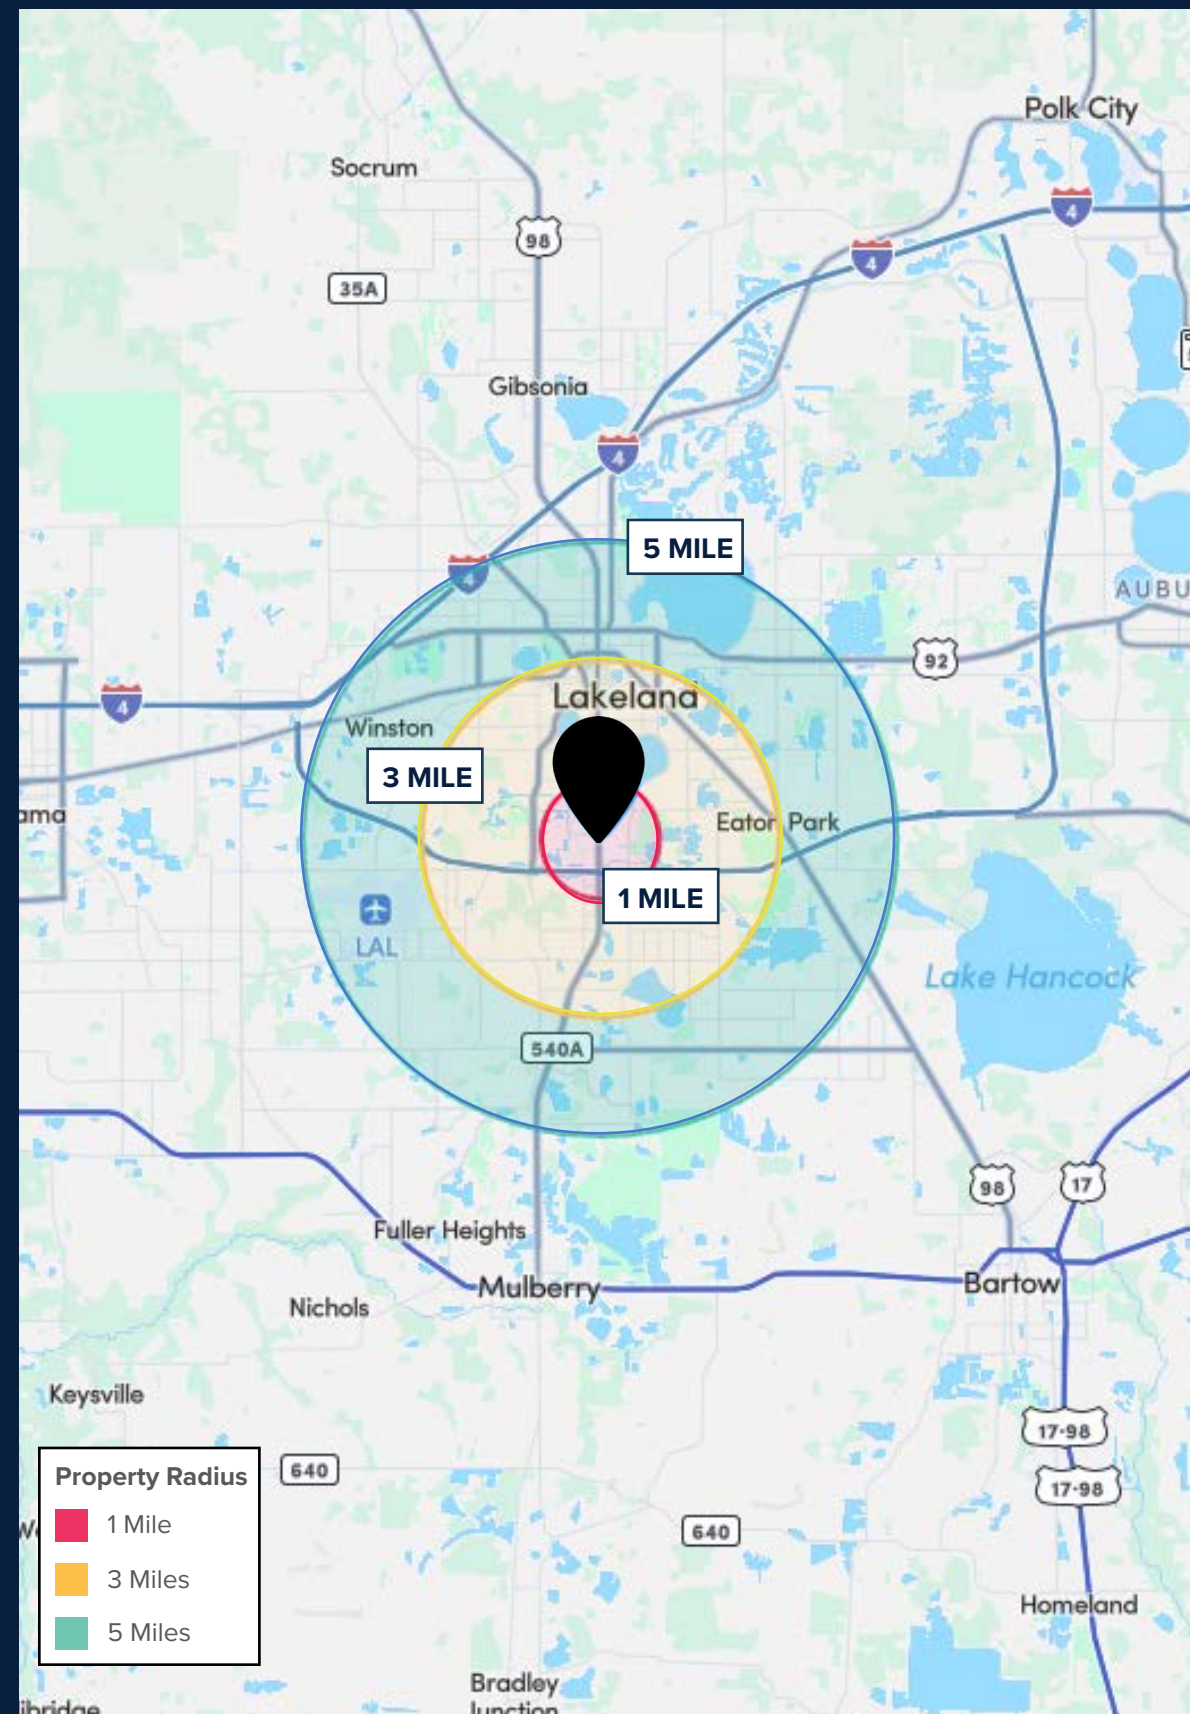 Polk City
Socrum
4
98
4
35A
Gibsonia
4
5 MILE
4
AUBU
92
Lakeland
4
Winston
3 MILE
ama
Eaton Park
1 MILE
LAL
Lake Hancock
540A
98
17
Fuller Heights
Mulberry
Bartow
Nichols
Keysville
17-98
Property Radius
640
17-98
1 Mile
640
3 Miles
Homeland
5 Miles
Bradley
Junction
ibridge